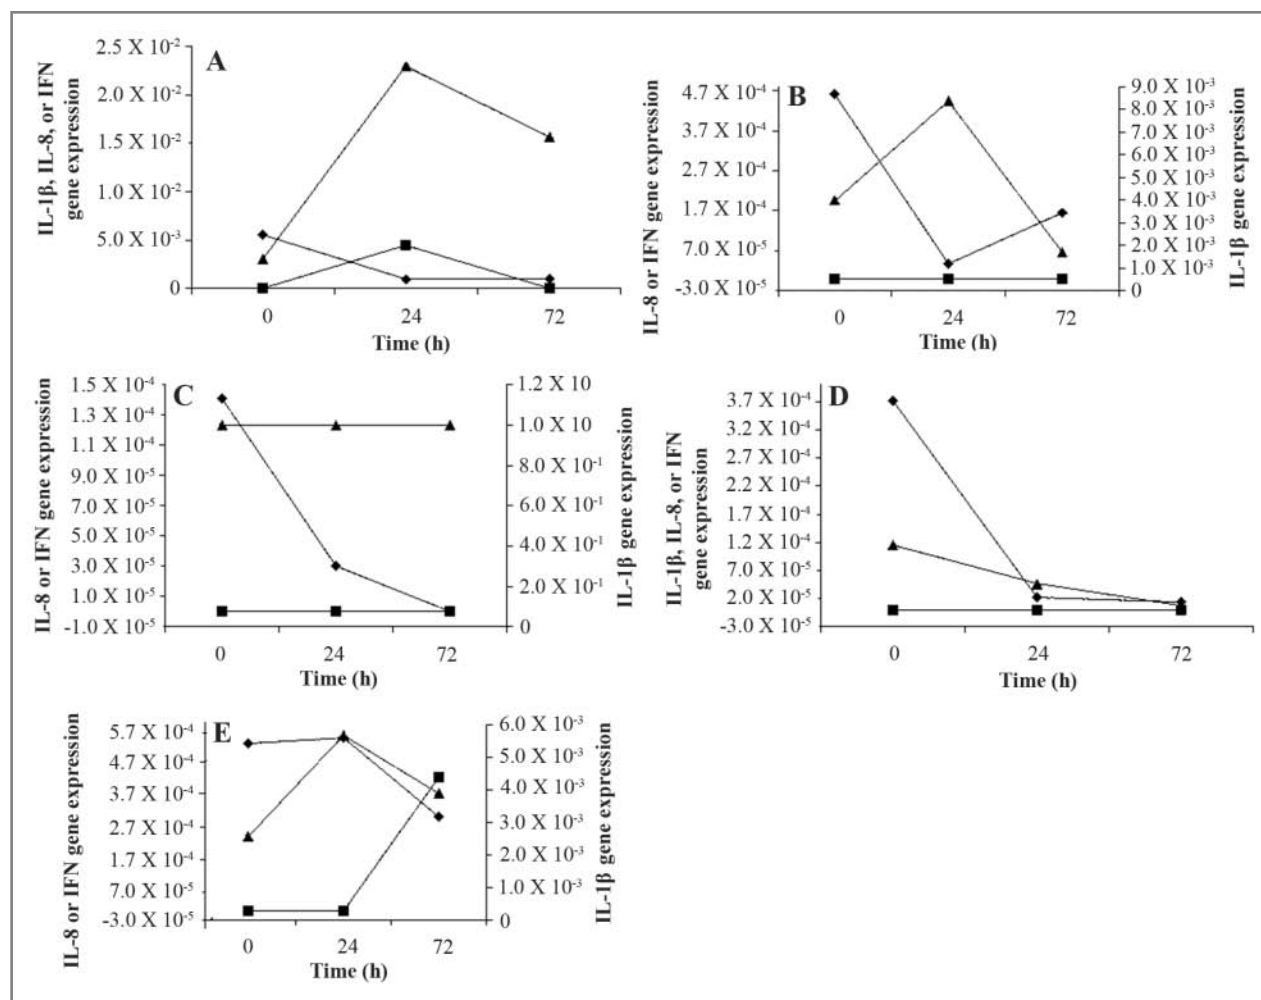 A
IL-1β, IL-8, or IFN
gene expression
2.5 X 10-2
2.0 X 10-2
1.5 X 10-2
1.0 X 10-2
5.0 X 10-3
0
0 24 72
Time (h)
B
IL-8 or IFN gene expression
4.7 X 10-4
3.7 X 10-4
2.7 X 10-4
1.7 X 10-4
7.0 X 10-5
-3.0 X 10-5
9.0 X 10-3
8.0 X 10-3
7.0 X 10-3
6.0 X 10-3
5.0 X 10-3
4.0 X 10-3
3.0 X 10-3
2.0 X 10-3
1.0 X 10-3
0
IL-1β gene expression
0 24 72
Time (h)
C
IL-8 or IFN gene expression
1.5 X 10-4
1.3 X 10-4
1.1 X 10-4
9.0 X 10-5
7.0 X 10-5
5.0 X 10-5
3.0 X 10-5
1.0 X 10-5
-1.0 X 10-5
1.2 X 10
1.0 X 10
8.0 X 10-1
6.0 X 10-1
4.0 X 10-1
2.0 X 10-1
0
IL-1β gene expression
0 24 72
Time (h)
D
IL-1β, IL-8, or IFN
gene expression
3.7 X 10-4
3.2 X 10-4
2.7 X 10-4
2.2 X 10-4
1.7 X 10-4
1.2 X 10-4
7.0 X 10-5
2.0 X 10-5
-3.0 X 10-5
0 24 72
Time (h)
E
IL-8 or IFN gene expression
5.7 X 10-4
4.7 X 10-4
3.7 X 10-4
2.7 X 10-4
1.7 X 10-4
7.0 X 10-5
-3.0 X 10-5
6.0 X 10-3
5.0 X 10-3
4.0 X 10-3
3.0 X 10-3
2.0 X 10-3
1.0 X 10-3
0
IL-1β gene expression
0 24 72
Time (h)